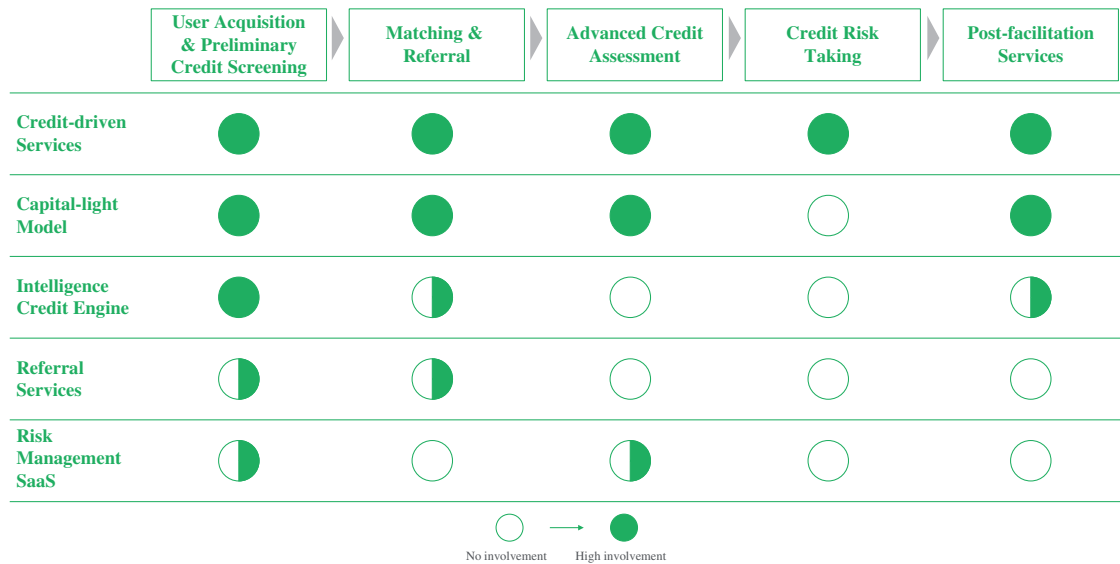 User Acquisition
& Preliminary
Credit Screening
Matching &
Referral
Advanced Credit
Assessment
Credit Risk
Taking
Post-facilitation
Services
Credit-driven
Services
Capital-light
Model
Intelligence
Credit Engine
Referral
Services
Risk
Management
SaaS
No involvement
High involvement